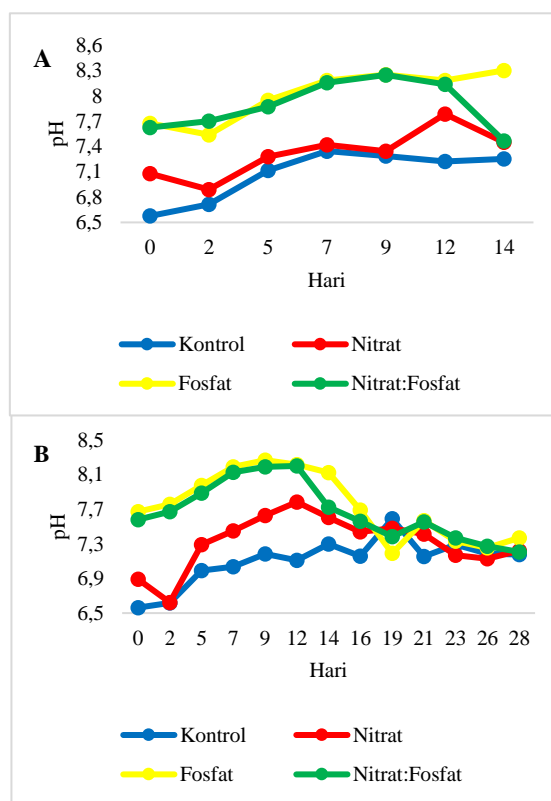 A
8,6
8,3
8
7,7
7,4
7,1
6,8
6,5
pH
0 2 5 7 9 12 14
Hari
Kontrol Nitrat
Fosfat Nitrat:Fosfat
B
8,5
8,1
7,7
7,3
6,9
6,5
pH
0 2 5 7 9 12 14 16 19 21 23 26 28
Hari
Kontrol Nitrat
Fosfat Nitrat:Fosfat